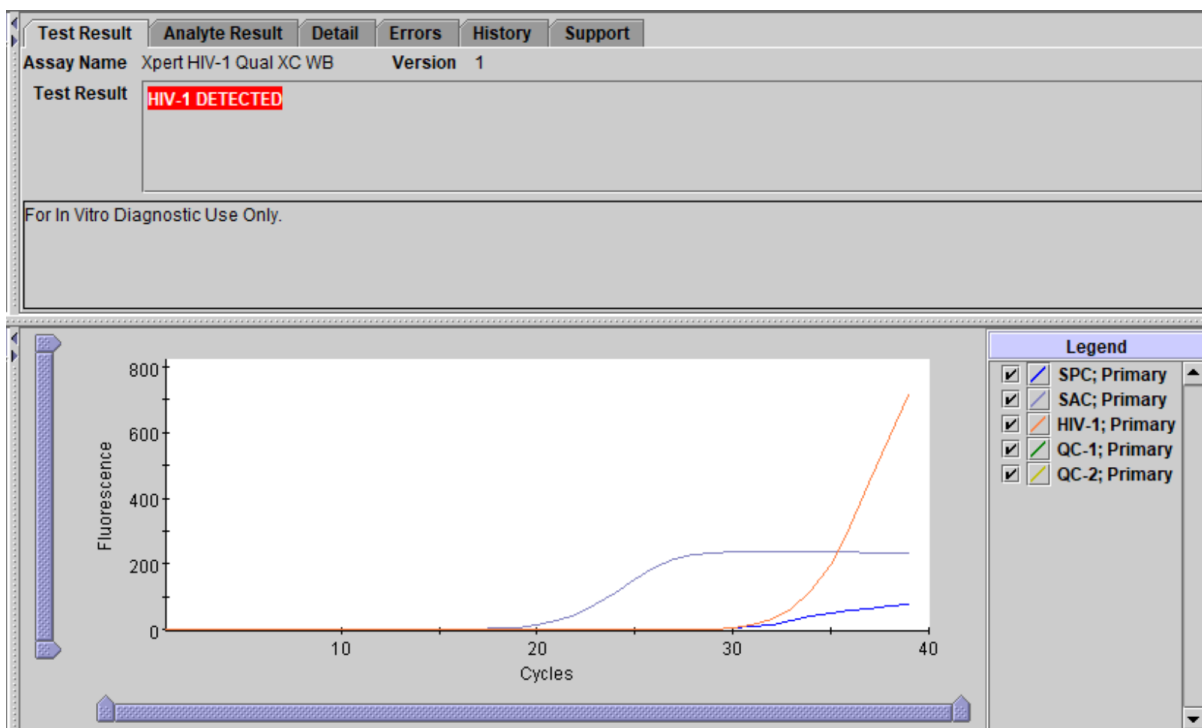 Test Result Analyte Result Detail Errors History Support
Assay Name Xpert HIV-1 Qual XC WB Version 1
Test Result HIV-1 DETECTED
For In Vitro Diagnostic Use Only.
800
600
400
200
0
Fluorescence
10 20 30 40
Cycles
Legend
SPC; Primary
SAC; Primary
HIV-1; Primary
QC-1; Primary
QC-2; Primary